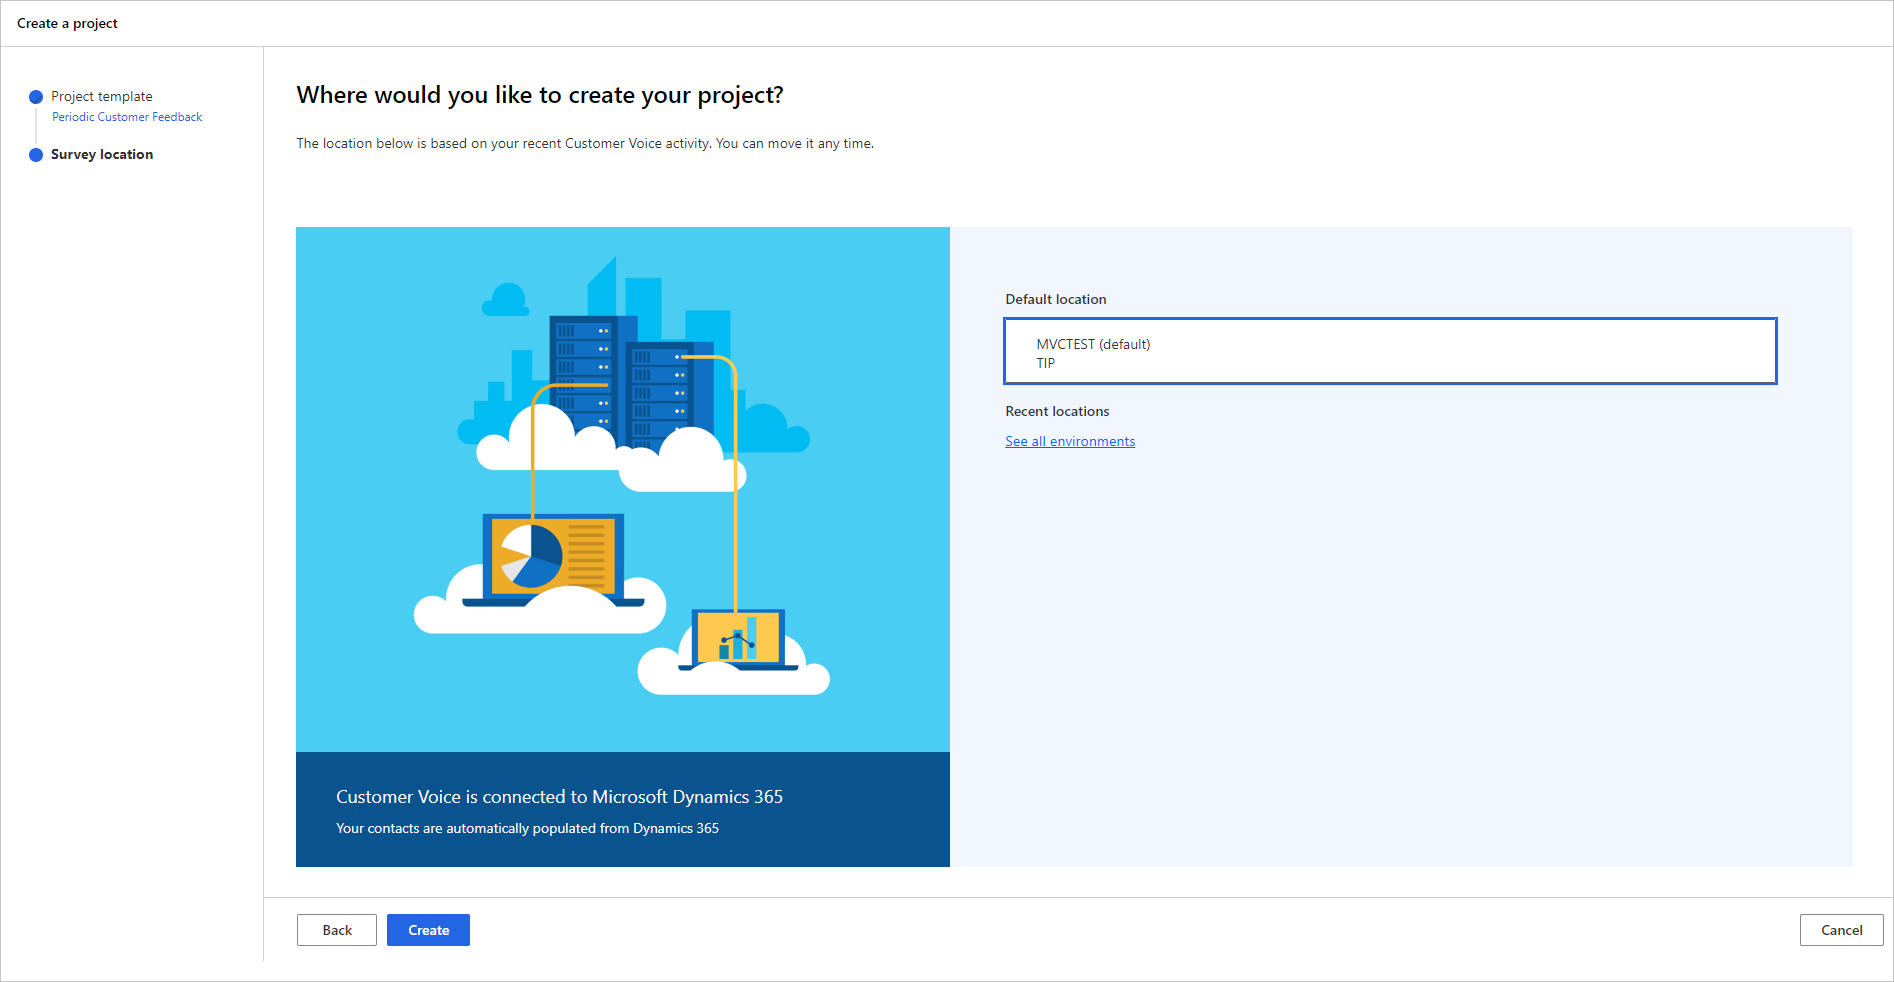 Create a project
Project template
Periodic Customer Feedback
Survey location
Where would you like to create your project?
The location below is based on your recent Customer Voice activity. You can move it any time.
Default location
MVCTEST (default)
TIP
Recent locations
See all environments
Customer Voice is connected to Microsoft Dynamics 365
Your contacts are automatically populated from Dynamics 365
Back
Create
Cancel